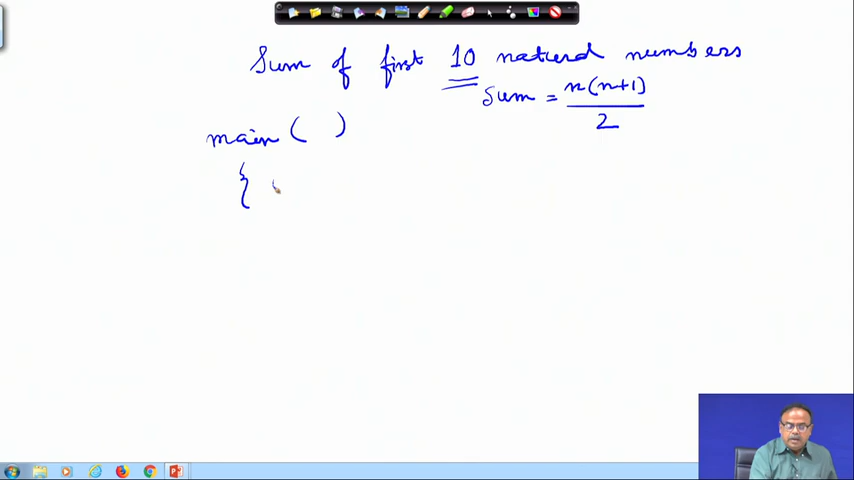 Sum of first 10 natural numbers
Sum = n(n+1)
2
main ( )
{